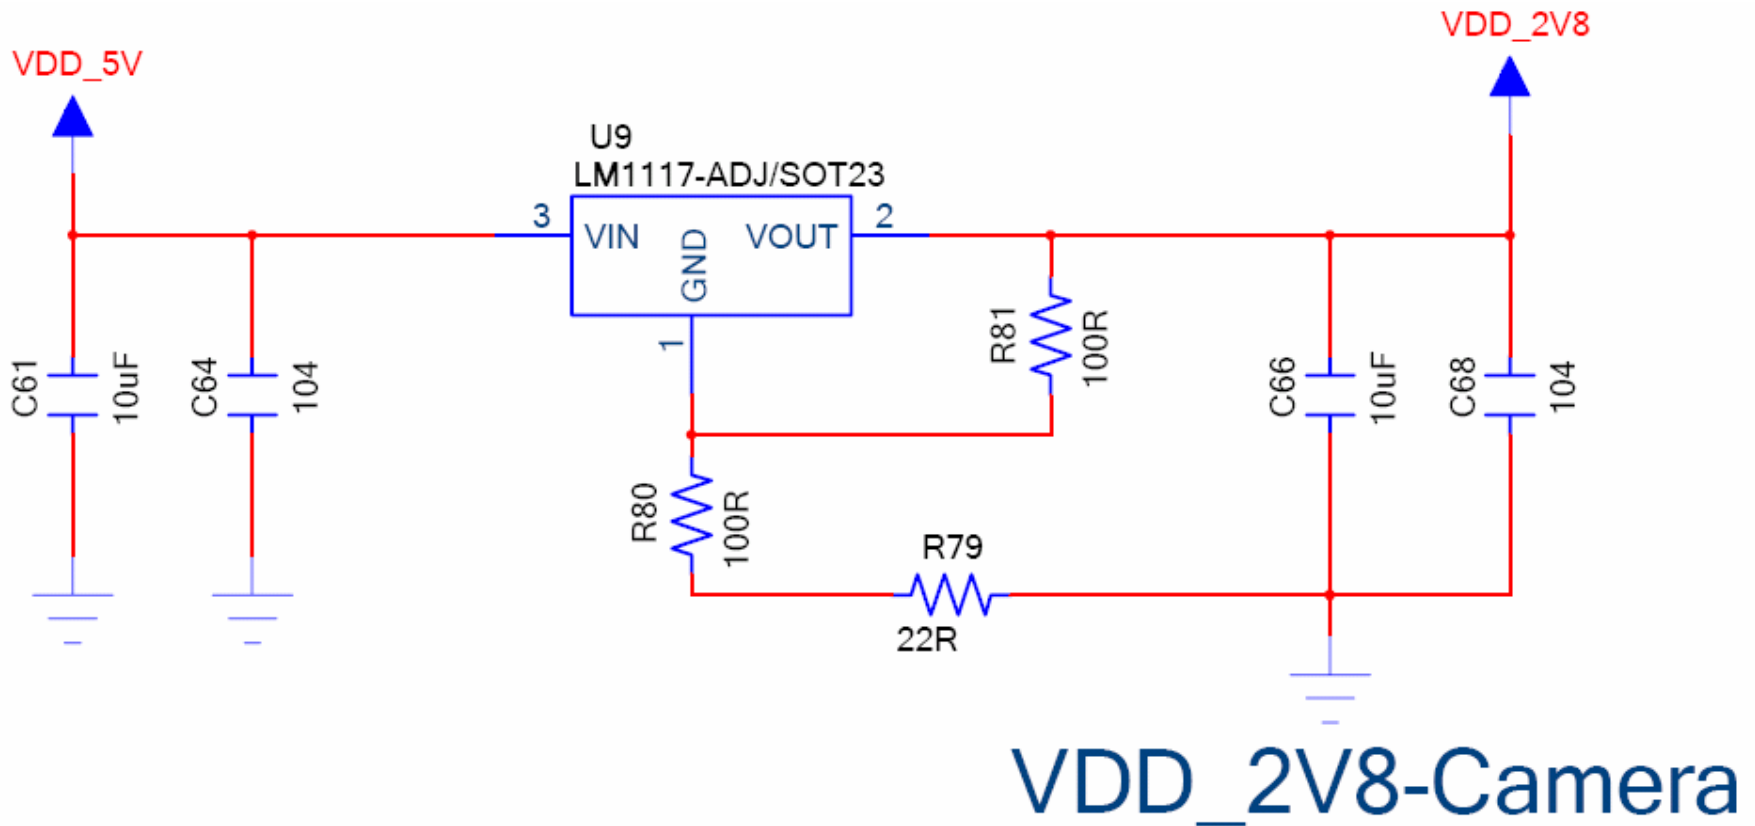 VDD_5V
VDD_2V8
U9
LM1117-ADJ/SOT23
3
VIN
GND
VOUT
2
1
C61
10uF
C64
104
R81
100R
C66
10uF
C68
104
R80
100R
R79
22R
VDD_2V8-Camera